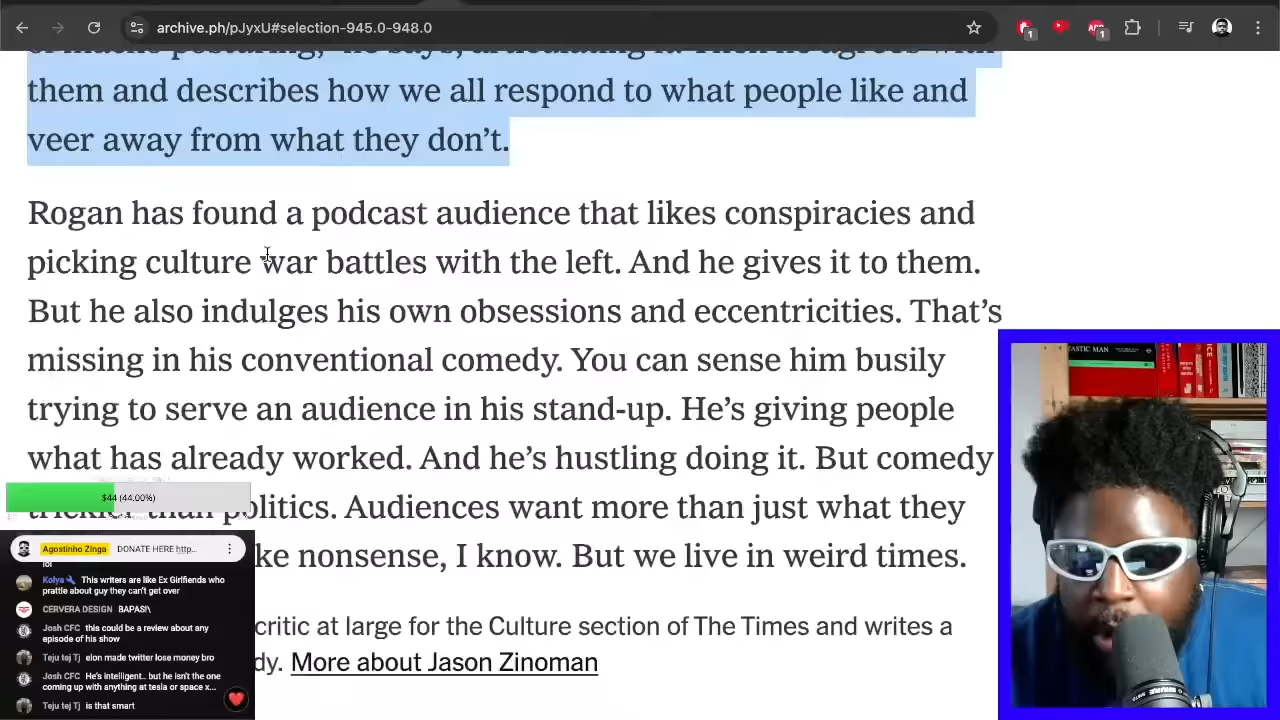 archive.ph/pJyxU#selection-945.0-948.0
them and describes how we all respond to what people like and
veer away from what they don't.
Rogan has found a podcast audience that likes conspiracies and
picking culture war battles with the left. And he gives it to them.
But he also indulges his own obsessions and eccentricities. That's
missing in his conventional comedy. You can sense him busily
trying to serve an audience in his stand-up. He's giving people
what has already worked. And he's hustling doing it. But comedy
than politics. Audiences want more than just what they
nonsense, I know. But we live in weird times.
critic at large for the Culture section of The Times and writes a
More about Jason Zinoman
$44 (44.00%)
Agostinho Zinga DONATE HERE http...
lol
Kolya This writers are like Ex Girlfiends who
prattle about guy they can't get over
CERVERA DESIGN BAPAS!\
Josh CFC this could be a review about any
episode of his show
Teju tej Tj elon made twitter lose money bro
Josh CFC He's intelligent.. but he isn't the one
coming up with anything at tesla or space x...
Teju tej Tj is that smart